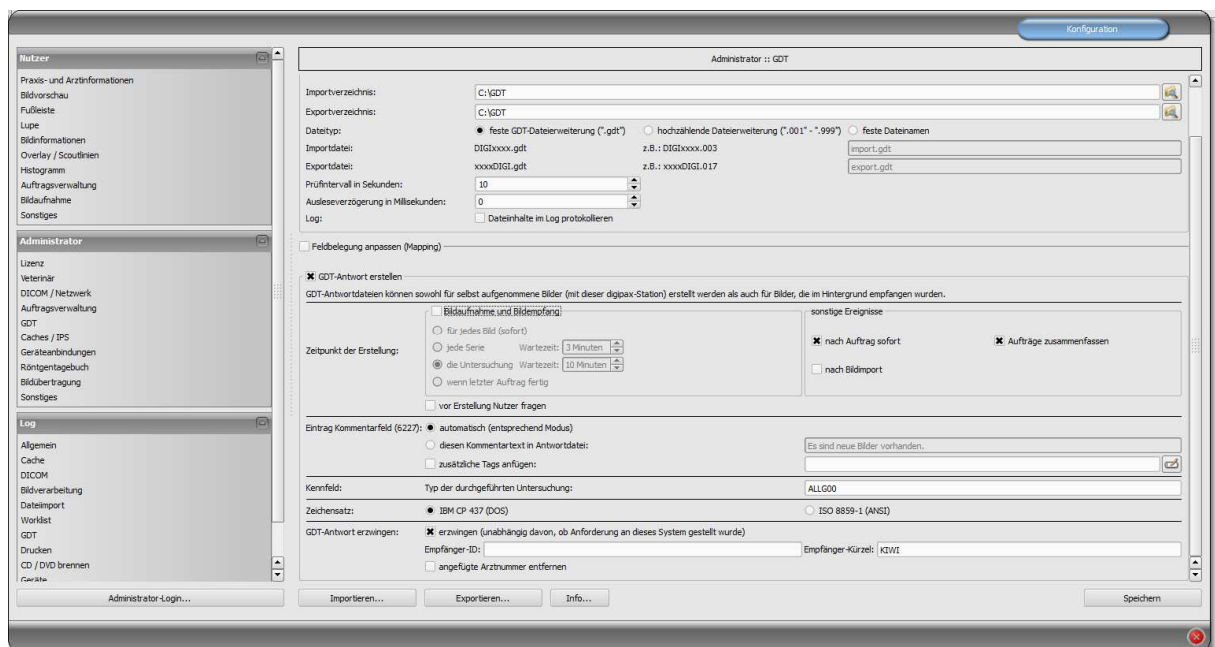 Konfiguration
Nutzer
Praxis- und Arztinformationen
Bildvorschau
Fußleiste
Lupe
Bildinformationen
Overlay / Scoutlinien
Histogramm
Auftragsverwaltung
Bildaufnahme
Sonstiges
Administrator
Lizenz
Veterinär
DICOM / Netzwerk
Auftragsverwaltung
GDT
Caches / IPS
Geräteanbindungen
Röntgentagebuch
Bildübertragung
Sonstiges
Log
Allgemein
Cache
DICOM
Bildverarbeitung
Dateiimport
Worklist
GDT
Drucken
CD / DVD brennen
Geräte
Administrator-Login...
Administrator :: GDT
Importverzeichnis: C:\GDT
Exportverzeichnis: C:\GDT
Dateityp: feste GDT-Dateierweiterung (".gdt") hochzählende Dateierweiterung (".001" - ".999") feste Dateinamen
Importdatei: DIGIxxxx.gdt z.B.: DIGIxxxx.003 import.gdt
Exportdatei: xxxxDIGI.gdt z.B.: xxxxDIGI.017 export.gdt
Prüfintervall in Sekunden: 10
Ausleseverzögerung in Millisekunden: 0
Log: Dateiinhalte im Log protokollieren
Feldbelegung anpassen (Mapping)
GDT-Antwort erstellen
GDT-Antwortdateien können sowohl für selbst aufgenommene Bilder (mit dieser digipax-Station) erstellt werden als auch für Bilder, die im Hintergrund empfangen wurden.
Zeitpunkt der Erstellung:
Bildaufnahme und Bildempfang
für jedes Bild (sofort)
jede Serie Wartezeit: 3 Minuten
die Untersuchung Wartezeit: 10 Minuten
wenn letzter Auftrag fertig
sonstige Ereignisse
nach Auftrag sofort Aufträge zusammenfassen
nach Bildimport
vor Erstellung Nutzer fragen
Eintrag Kommentarfeld (6227): automatisch (entsprechend Modus)
diesen Kommentartext in Antwortdatei: Es sind neue Bilder vorhanden.
zusätzliche Tags anfügen:
Kennfeld: Typ der durchgeführten Untersuchung: ALLG00
Zeichensatz: IBM CP 437 (DOS) ISO 8859-1 (ANSI)
GDT-Antwort erzwingen: erzwingen (unabhängig davon, ob Anforderung an dieses System gestellt wurde)
Empfänger-ID: Empfänger-Kürzel: KIWI
angefügte Arztnummer entfernen
Importieren... Exportieren... Info... Speichern